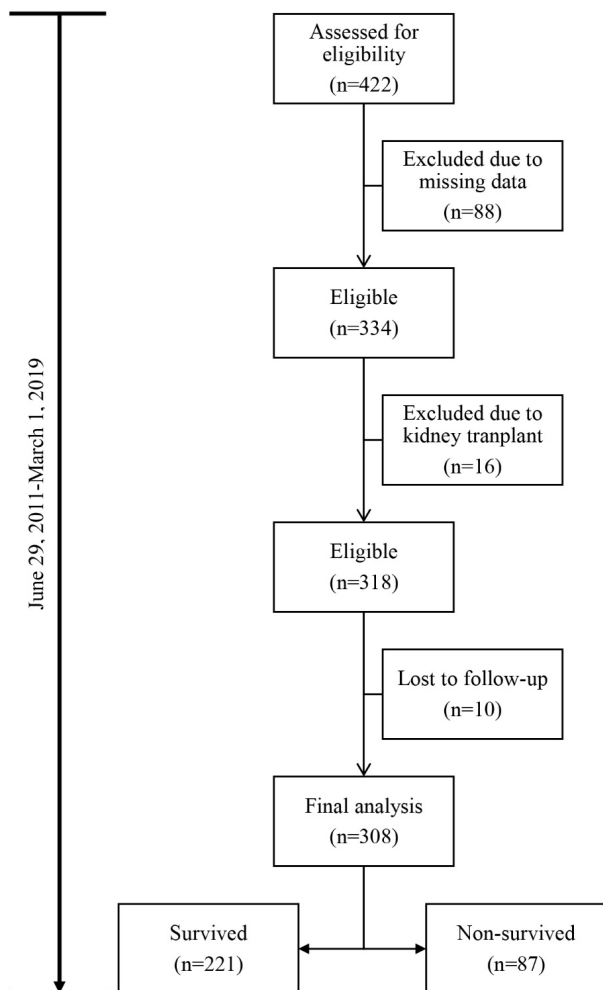 Assessed for
eligibility
(n=422)
Excluded due to
missing data
(n=88)
Eligible
(n=334)
Excluded due to
kidney tranplant
(n=16)
Eligible
(n=318)
Lost to follow-up
(n=10)
Final analysis
(n=308)
Survived
(n=221)
Non-survived
(n=87)
June 29, 2011-March 1, 2019